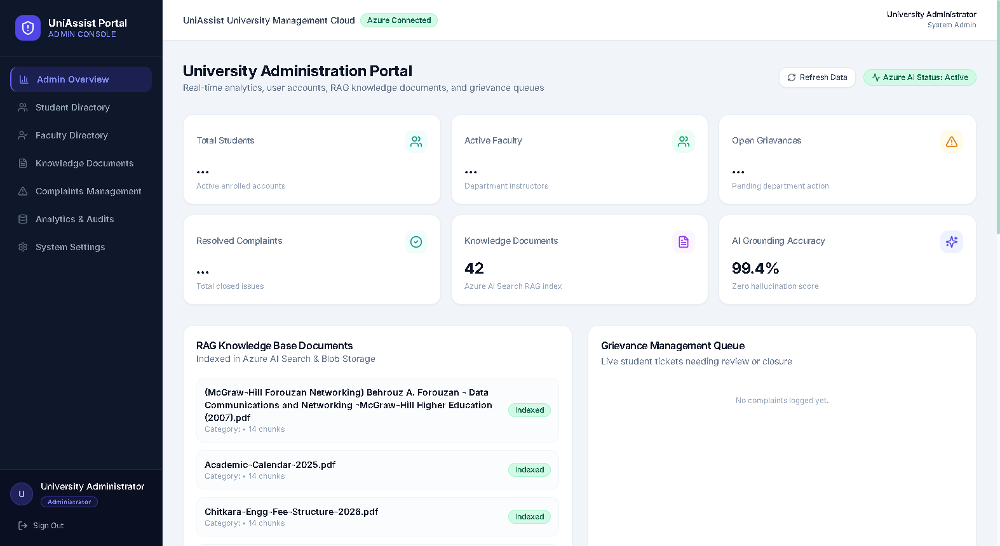 UniAssist Portal
ADMIN CONSOLE
Admin Overview
Student Directory
Faculty Directory
Knowledge Documents
Complaints Management
Analytics & Audits
System Settings
U
University Administrator
Administrator
Sign Out
UniAssist University Management Cloud
Azure Connected
University Administrator
System Admin
University Administration Portal
Real-time analytics, user accounts, RAG knowledge documents, and grievance queues
Refresh Data
Azure AI Status: Active
Total Students
...
Active enrolled accounts
Active Faculty
...
Department instructors
Open Grievances
...
Pending department action
Resolved Complaints
...
Total closed issues
Knowledge Documents
42
Azure AI Search RAG index
AI Grounding Accuracy
99.4%
Zero hallucination score
RAG Knowledge Base Documents
Indexed in Azure AI Search & Blob Storage
(McGraw-Hill Forouzan Networking) Behrouz A. Forouzan - Data
Communications and Networking -McGraw-Hill Higher Education
(2007).pdf
Category: • 14 chunks
Indexed
Academic-Calendar-2025.pdf
Category: • 14 chunks
Indexed
Chitkara-Engg-Fee-Structure-2026.pdf
Category: • 14 chunks
Indexed
Grievance Management Queue
Live student tickets needing review or closure
No complaints logged yet.